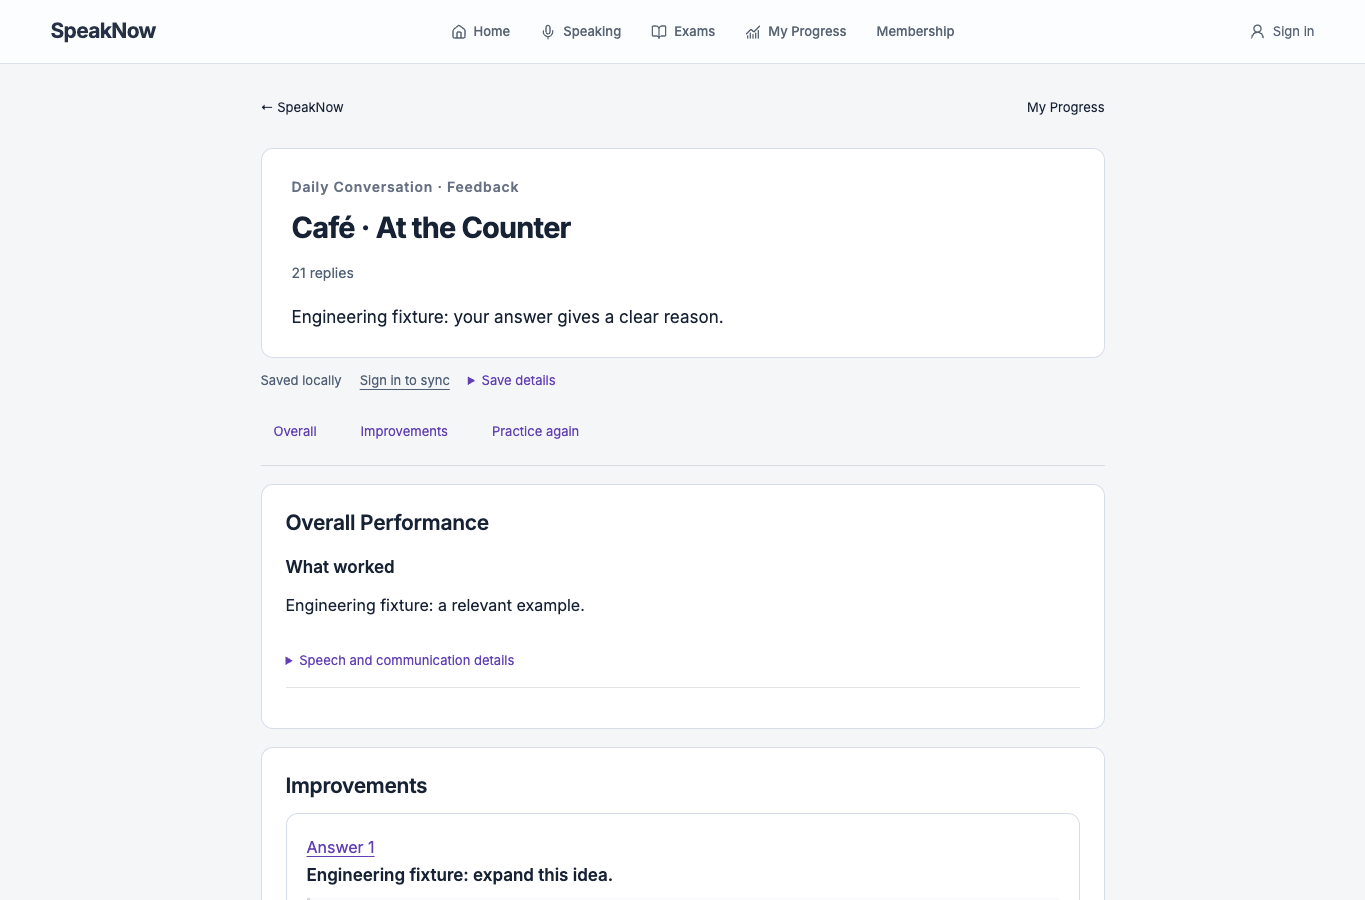 SpeakNow
Home
Speaking
Exams
My Progress
Membership
Sign In
← SpeakNow
My Progress
Daily Conversation · Feedback
Café · At the Counter
21 replies
Engineering fixture: your answer gives a clear reason.
Saved locally
Sign in to sync
▶ Save details
Overall
Improvements
Practice again
Overall Performance
What worked
Engineering fixture: a relevant example.
▶ Speech and communication details
Improvements
Answer 1
Engineering fixture: expand this idea.